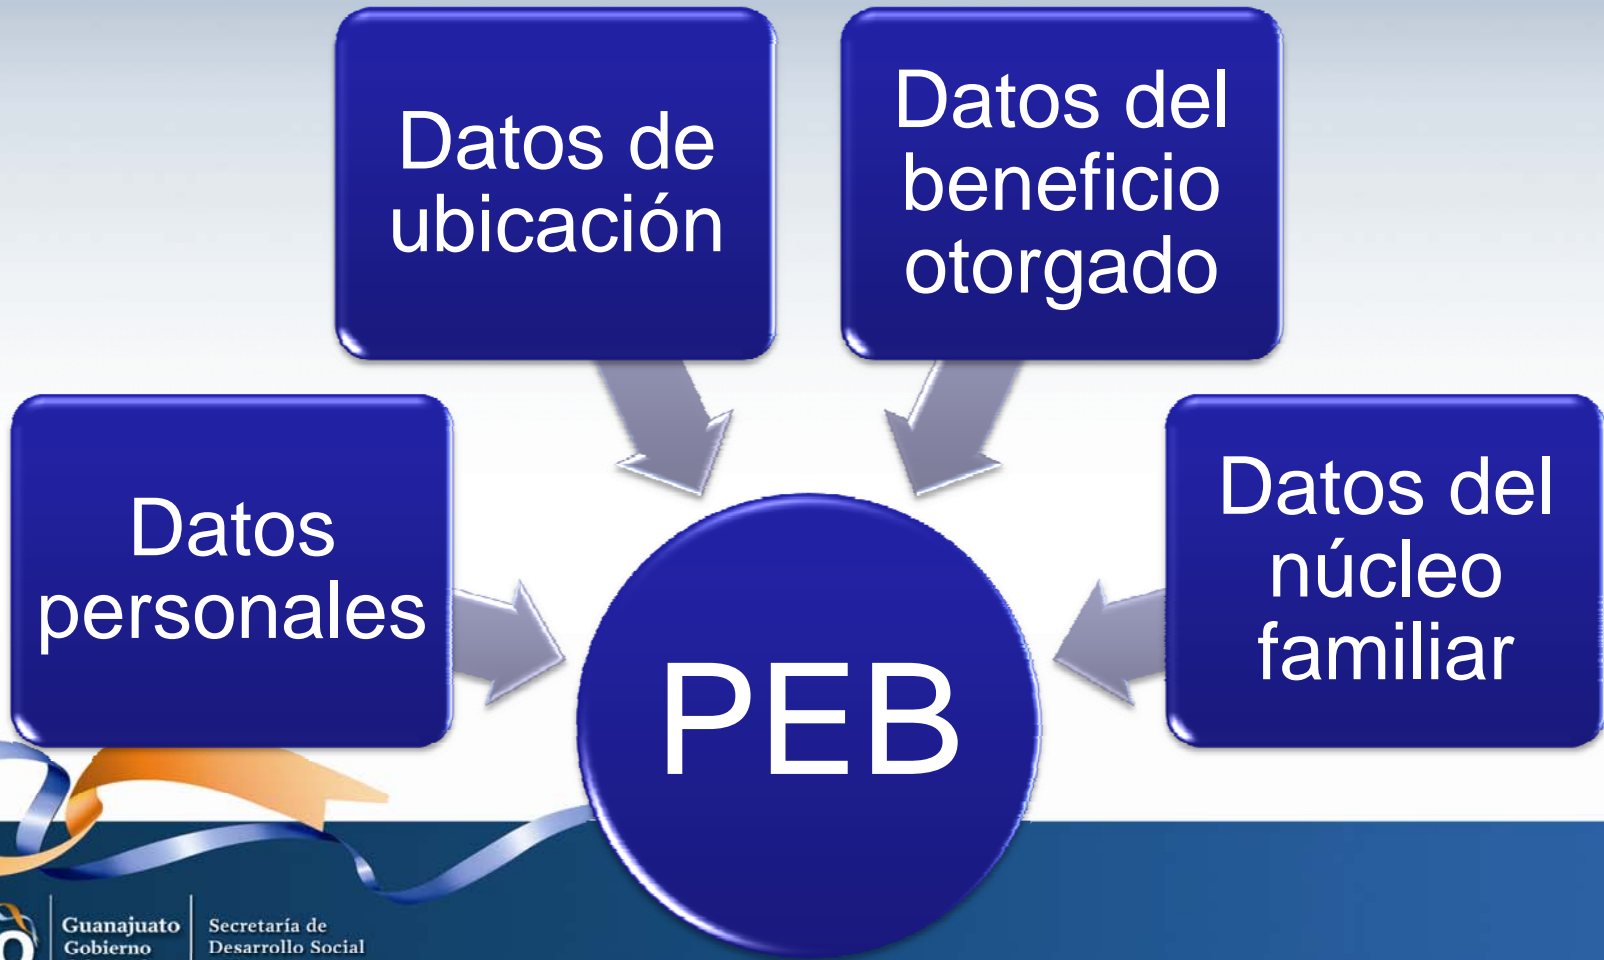 Datos de
ubicación
Datos del
beneficio
otorgado
Datos
personales
Datos del
núcleo
familiar
PEB
Guanajuato
Gobierno
Secretaría de
Desarrollo Social